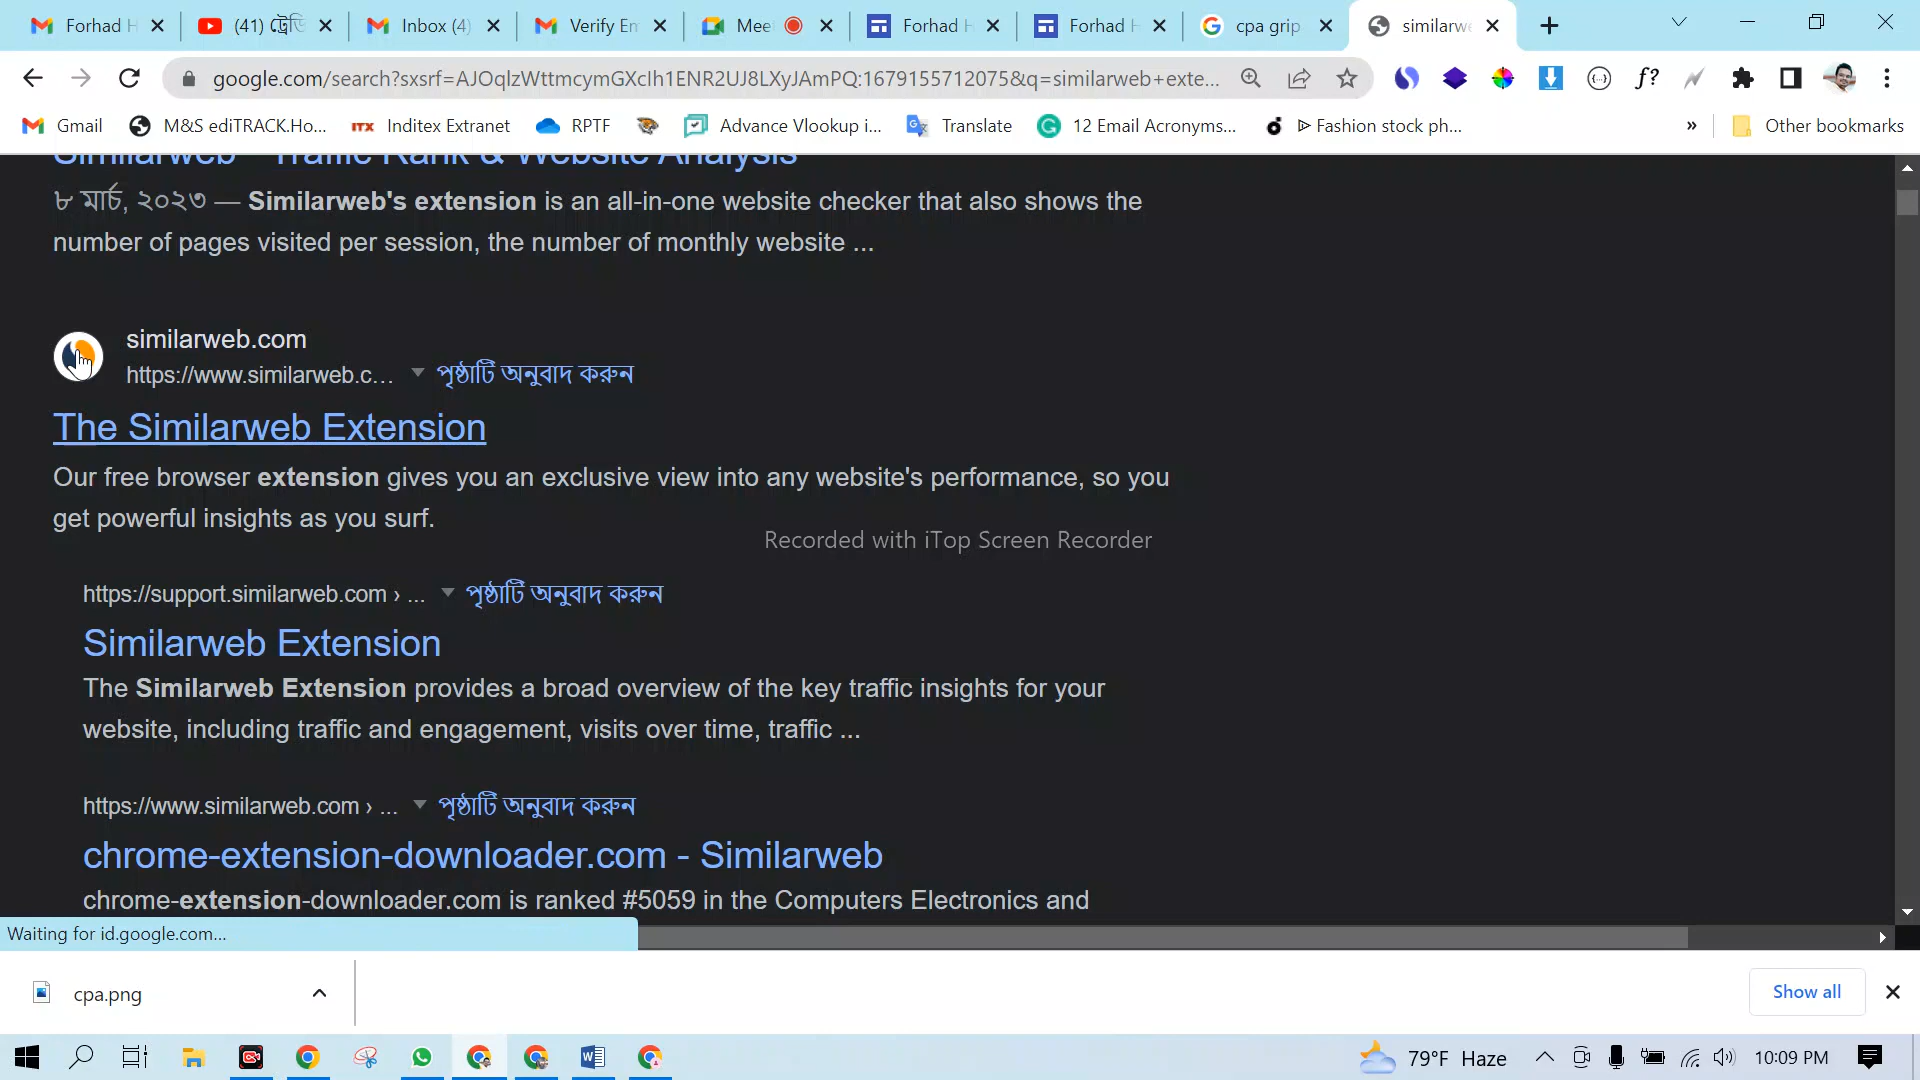 Forhad H
(41)
Inbox (4)
Verify Em
Mee
Forhad H
Forhad H
cpa grip
similarwe
google.com/search?sxsrf=AJOqlzWttmcymGXclh1ENR2UJ8LXyJAmPQ:1679155712075&q=similarweb+exte...
Gmail
M&S ediTRACK.Ho...
ITX Inditex Extranet
RPTF
Advance Vlookup i...
Translate
12 Email Acronyms...
Fashion stock ph...
»
Other bookmarks
Similarweb - Traffic Rank & Website Analysis
৮ মার্চ, ২০২৩ — Similarweb's extension is an all-in-one website checker that also shows the
number of pages visited per session, the number of monthly website ...
similarweb.com
https://www.similarweb.c... পৃষ্ঠাটি অনুবাদ করুন
The Similarweb Extension
Our free browser extension gives you an exclusive view into any website's performance, so you
get powerful insights as you surf.
Recorded with iTop Screen Recorder
https://support.similarweb.com › ... পৃষ্ঠাটি অনুবাদ করুন
Similarweb Extension
The Similarweb Extension provides a broad overview of the key traffic insights for your
website, including traffic and engagement, visits over time, traffic ...
https://www.similarweb.com › ... পৃষ্ঠাটি অনুবাদ করুন
chrome-extension-downloader.com - Similarweb
chrome-extension-downloader.com is ranked #5059 in the Computers Electronics and
Waiting for id.google.com...
cpa.png
Show all
79°F Haze
10:09 PM